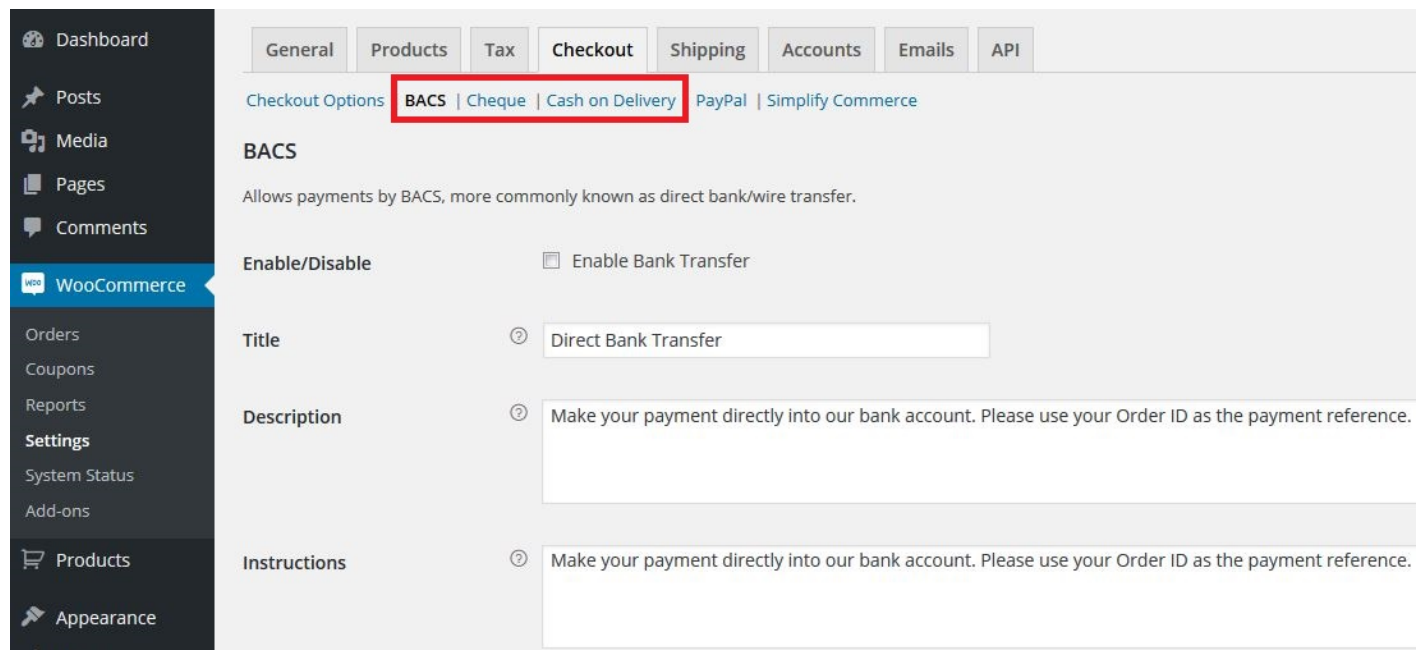 Dashboard
Posts
Media
Pages
Comments
WOO WooCommerce
Orders
Coupons
Reports
Settings
System Status
Add-ons
Products
Appearance
General Products Tax Checkout Shipping Accounts Emails API
Checkout Options BACS | Cheque | Cash on Delivery PayPal | Simplify Commerce
BACS
Allows payments by BACS, more commonly known as direct bank/wire transfer.
Enable/Disable Enable Bank Transfer
Title ? Direct Bank Transfer
Description ? Make your payment directly into our bank account. Please use your Order ID as the payment reference.
Instructions ? Make your payment directly into our bank account. Please use your Order ID as the payment reference.